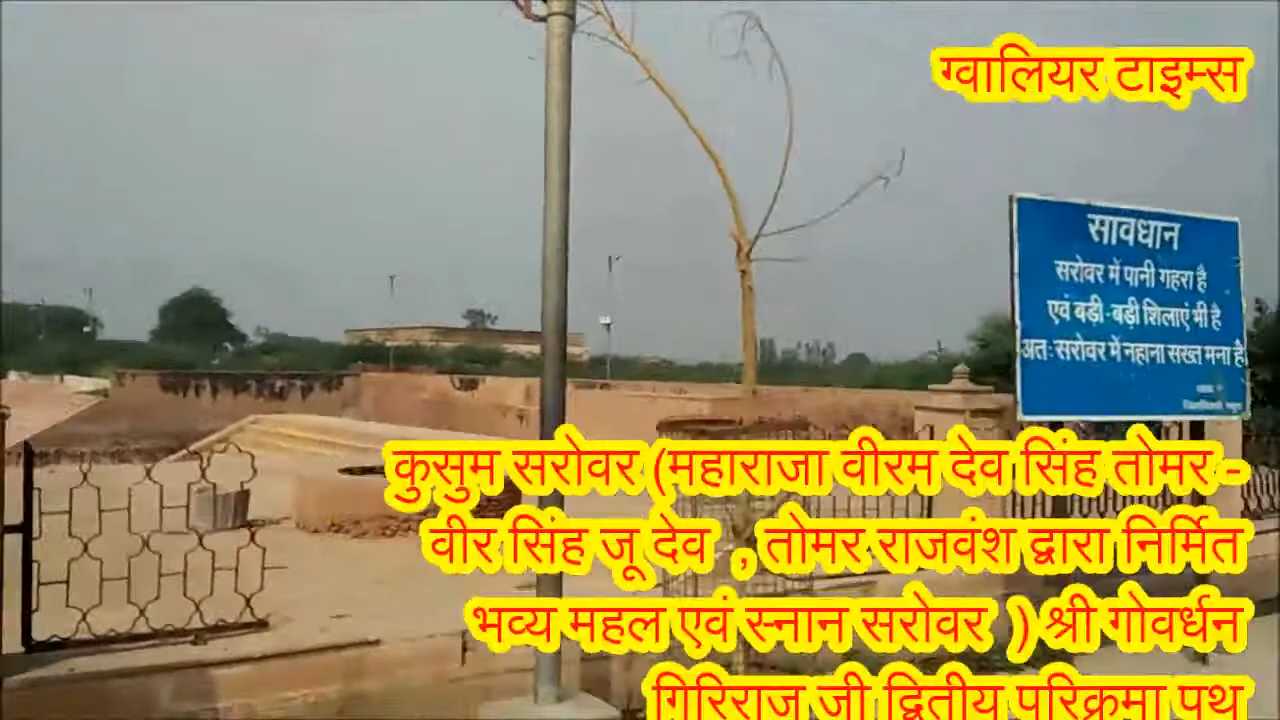 ग्वालियर टाइम्स
सावधान
सरोवर में पानी गहरा है
एवं बड़ी-बड़ी शिलाएं भी है
अतः सरोवर में नहाना सख्त मना है
कुसुम सरोवर (महाराजा वीरम देव सिंह तोमर -
वीर सिंह जू देव , तोमर राजवंश द्वारा निर्मित
भव्य महल एवं स्नान सरोवर ) श्री गोवर्धन
गिरिराज जी द्वितीय परिक्रमा पथ